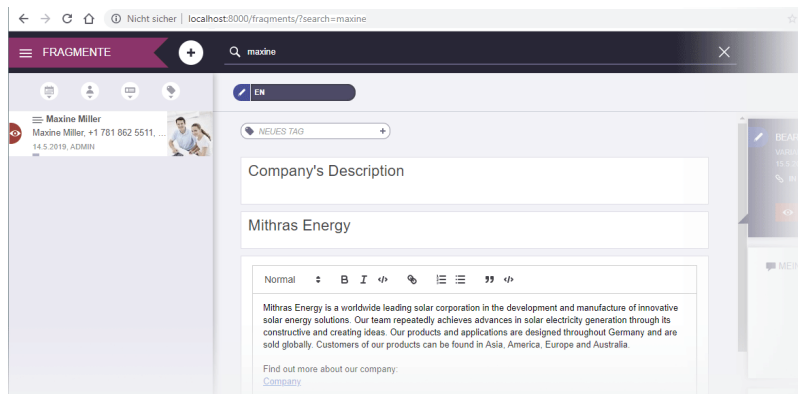 Nicht sicher | localhost:8000/fragments/?search=maxine
FRAGMENTE
maxine
EN
Maxine Miller
Maxine Miller, +1 781 862 5511, ...
14.5.2019, ADMIN
NEUES TAG
BEAR
Company's Description
Mithras Energy
MEIN
Normal
Mithras Energy is a worldwide leading solar corporation in the development and manufacture of innovative
solar energy solutions. Our team repeatedly achieves advances in solar electricity generation through its
constructive and creating ideas. Our products and applications are designed throughout Germany and are
sold globally. Customers of our products can be found in Asia, America, Europe and Australia.
Find out more about our company:
Company